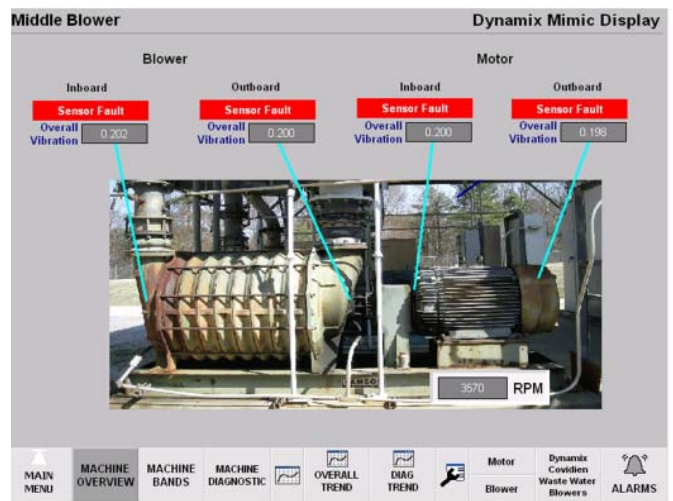 Middle Blower
Dynamix Mimic Display
Blower
Motor
Inboard
Outboard
Inboard
Outboard
Sensor Fault
Sensor Fault
Sensor Fault
Sensor Fault
Overall
Vibration
0.202
Overall
Vibration
0.200
Overall
Vibration
0.200
Overall
Vibration
0.198
3570
RPM
MAIN
MENU
MACHINE
OVERVIEW
MACHINE
BANDS
MACHINE
DIAGNOSTIC
OVERALL
TREND
DIAG
TREND
Motor
Blower
Dynamix
Covidien
Waste Water
Blowers
ALARMS